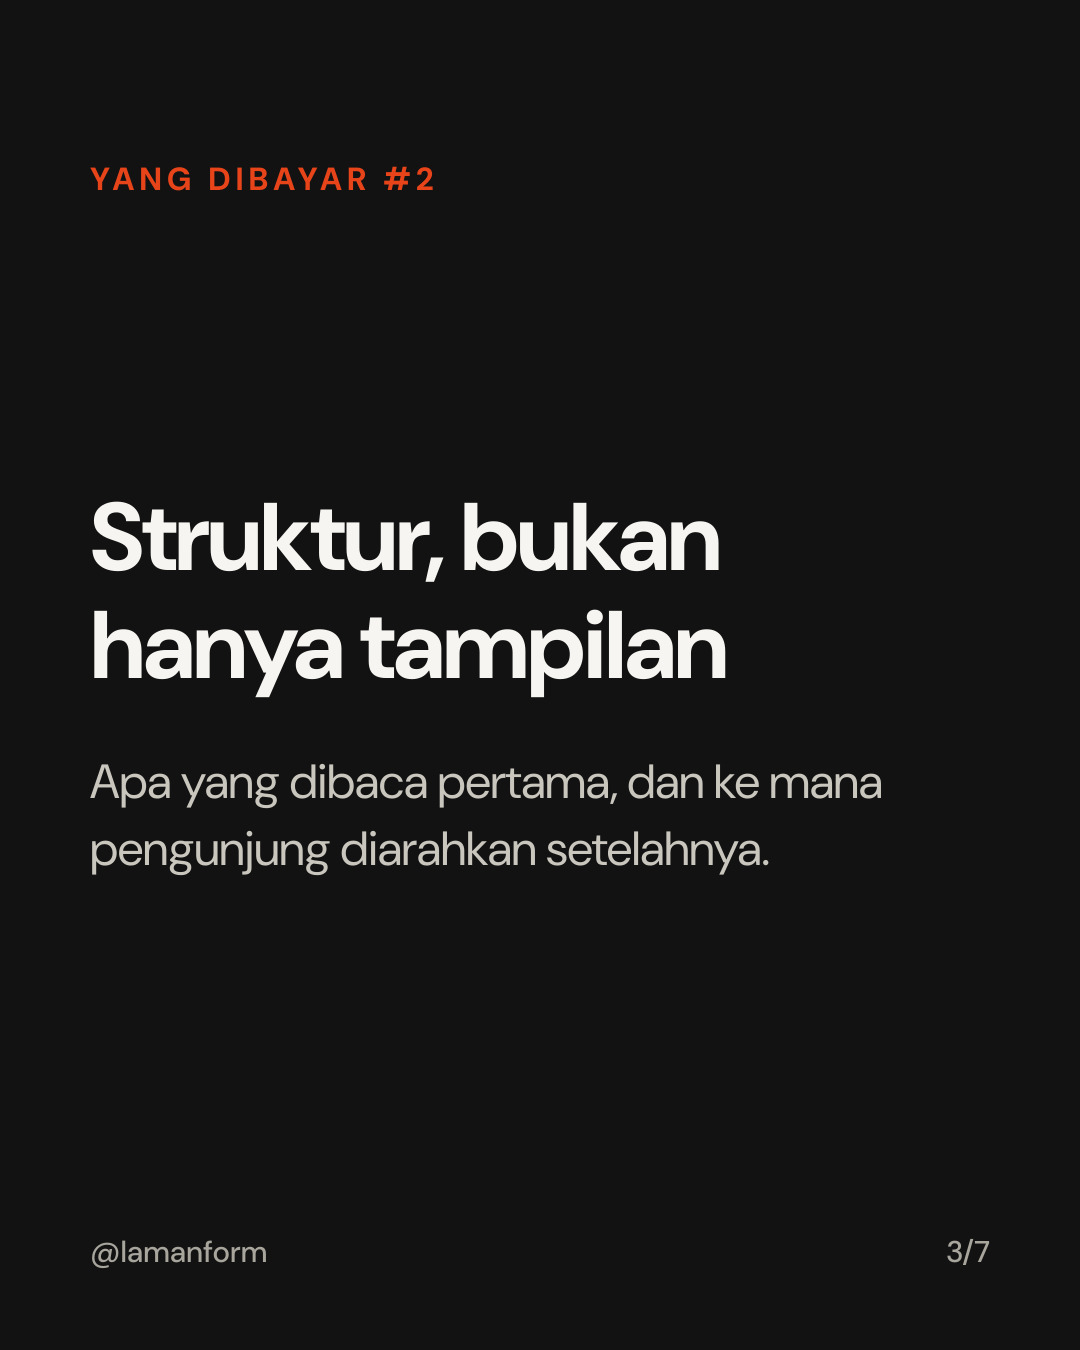 YANG DIBAYAR #2
Struktur, bukan
hanya tampilan
Apa yang dibaca pertama, dan ke mana
pengunjung diarahkan setelahnya.
@lamanform
3/7